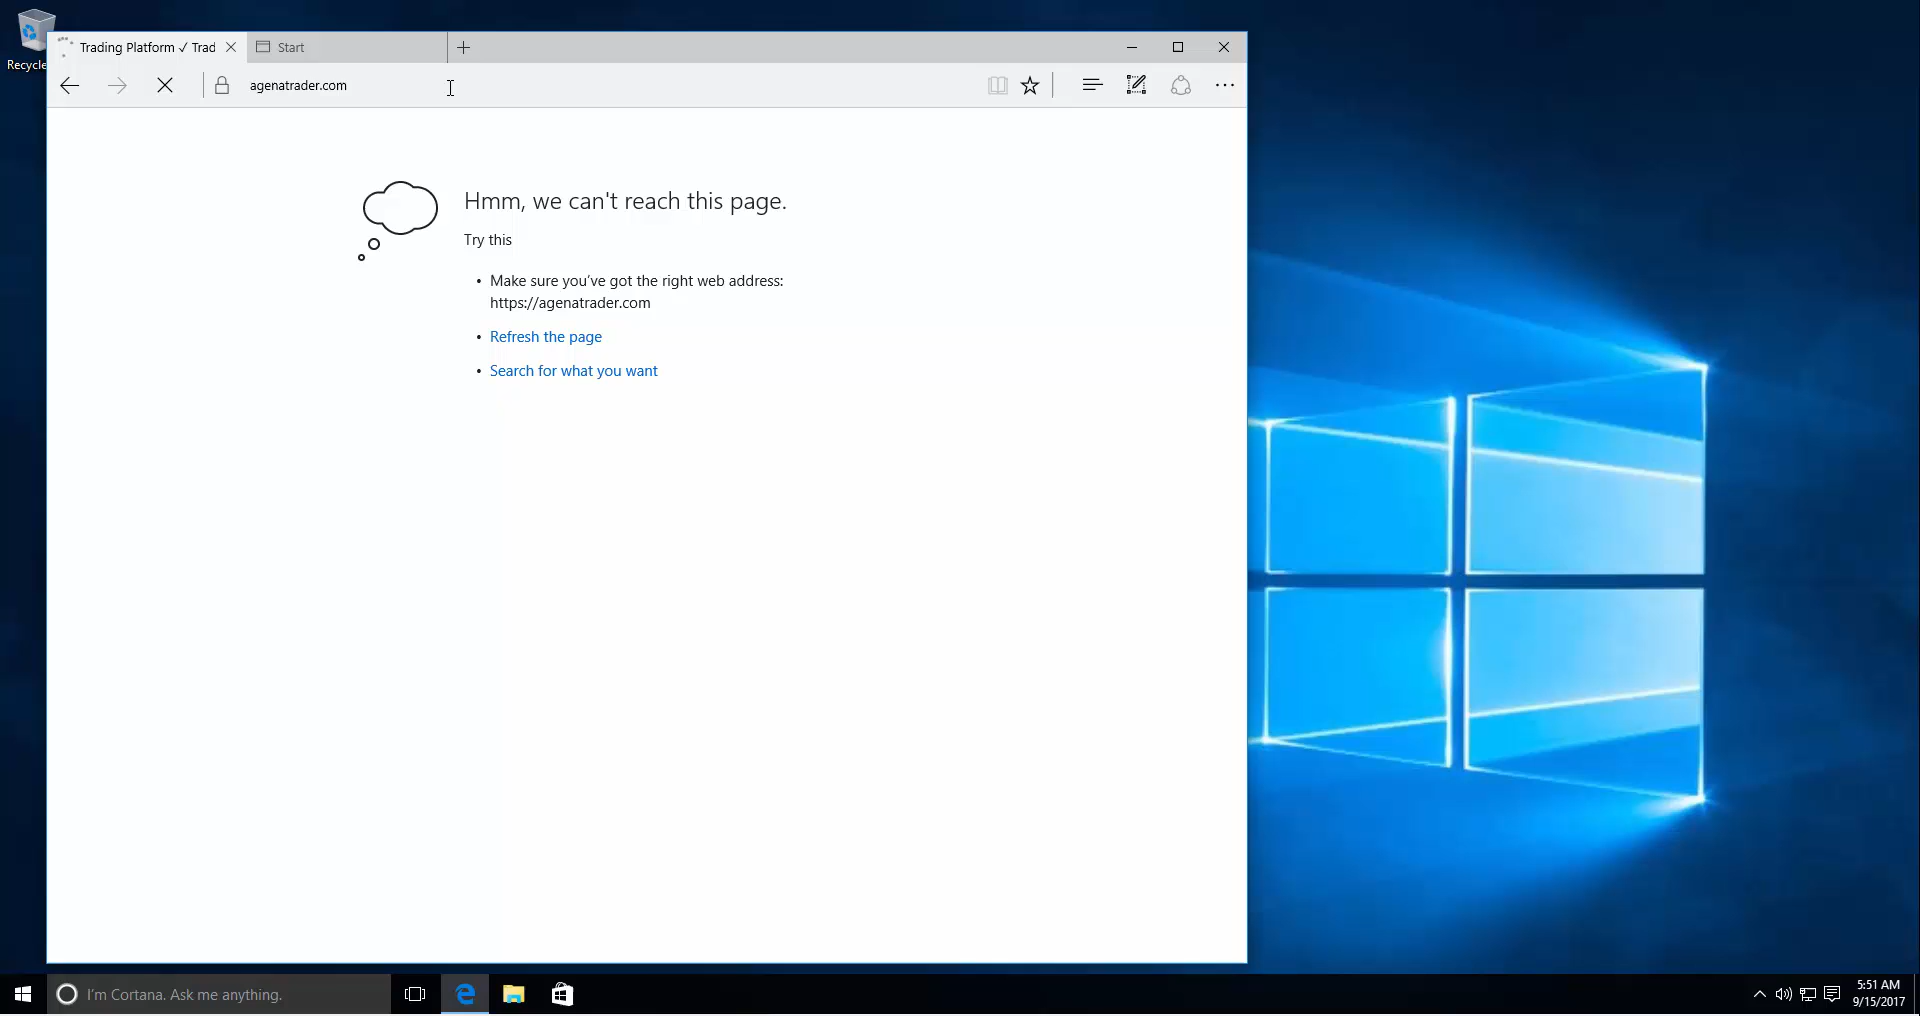 Recycle
Trading Platform ✓ Trad
Start
agenatrader.com
Hmm, we can't reach this page.
Try this
• Make sure you've got the right web address:
https://agenatrader.com
• Refresh the page
• Search for what you want
I'm Cortana. Ask me anything.
5:51 AM
9/15/2017